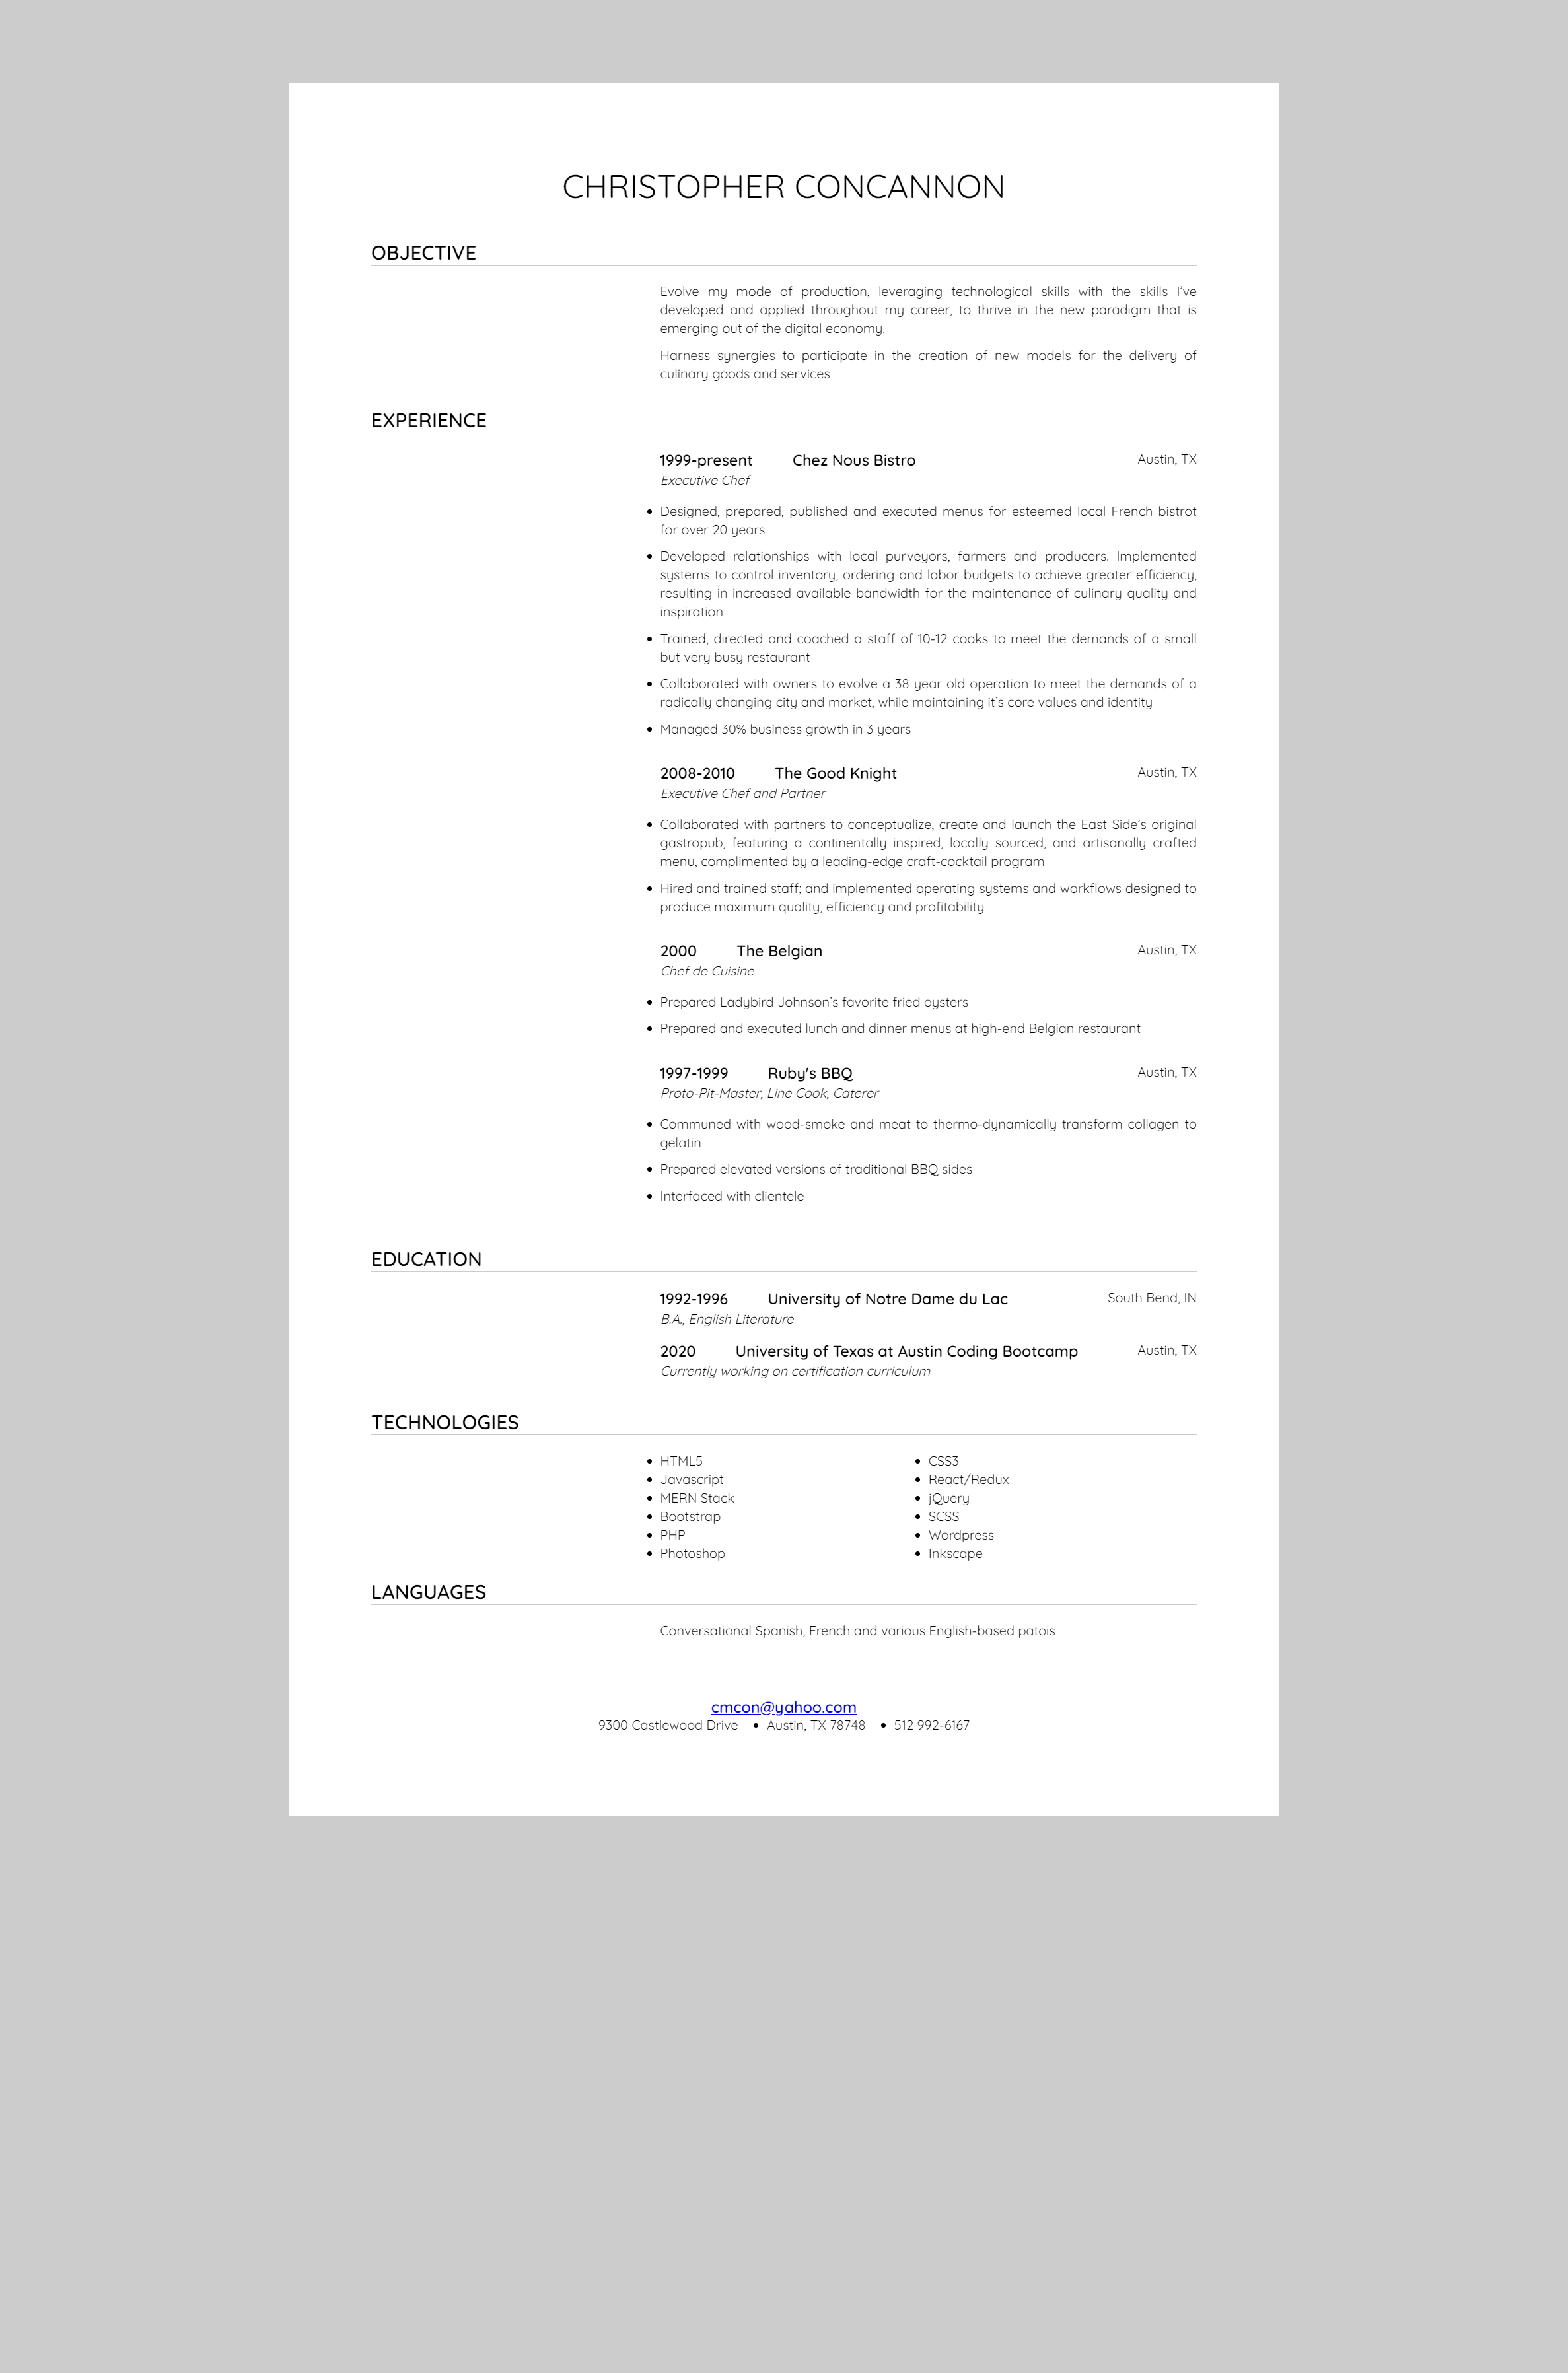 CHRISTOPHER CONCANNON
OBJECTIVE
Evolve my mode of production, leveraging technological skills with the skills I've
developed and applied throughout my career, to thrive in the new paradigm that is
emerging out of the digital economy.
Harness synergies to participate in the creation of new models for the delivery of
culinary goods and services
EXPERIENCE
1999-present Chez Nous Bistro Austin, TX
Executive Chef
• Designed, prepared, published and executed menus for esteemed local French bistrot
for over 20 years
• Developed relationships with local purveyors, farmers and producers. Implemented
systems to control inventory, ordering and labor budgets to achieve greater efficiency,
resulting in increased available bandwidth for the maintenance of culinary quality and
inspiration
• Trained, directed and coached a staff of 10-12 cooks to meet the demands of a small
but very busy restaurant
• Collaborated with owners to evolve a 38 year old operation to meet the demands of a
radically changing city and market, while maintaining it's core values and identity
• Managed 30% business growth in 3 years
2008-2010 The Good Knight Austin, TX
Executive Chef and Partner
• Collaborated with partners to conceptualize, create and launch the East Side's original
gastropub, featuring a continentally inspired, locally sourced, and artisanally crafted
menu, complimented by a leading-edge craft-cocktail program
• Hired and trained staff; and implemented operating systems and workflows designed to
produce maximum quality, efficiency and profitability
2000 The Belgian Austin, TX
Chef de Cuisine
• Prepared Ladybird Johnson's favorite fried oysters
• Prepared and executed lunch and dinner menus at high-end Belgian restaurant
1997-1999 Ruby's BBQ Austin, TX
Proto-Pit-Master, Line Cook, Caterer
• Communed with wood-smoke and meat to thermo-dynamically transform collagen to
gelatin
• Prepared elevated versions of traditional BBQ sides
• Interfaced with clientele
EDUCATION
1992-1996 University of Notre Dame du Lac South Bend, IN
B.A., English Literature
2020 University of Texas at Austin Coding Bootcamp Austin, TX
Currently working on certification curriculum
TECHNOLOGIES
• HTML5 • CSS3
• Javascript • React/Redux
• MERN Stack • jQuery
• Bootstrap • SCSS
• PHP • Wordpress
• Photoshop • Inkscape
LANGUAGES
Conversational Spanish, French and various English-based patois
cmcon@yahoo.com
9300 Castlewood Drive • Austin, TX 78748 • 512 992-6167